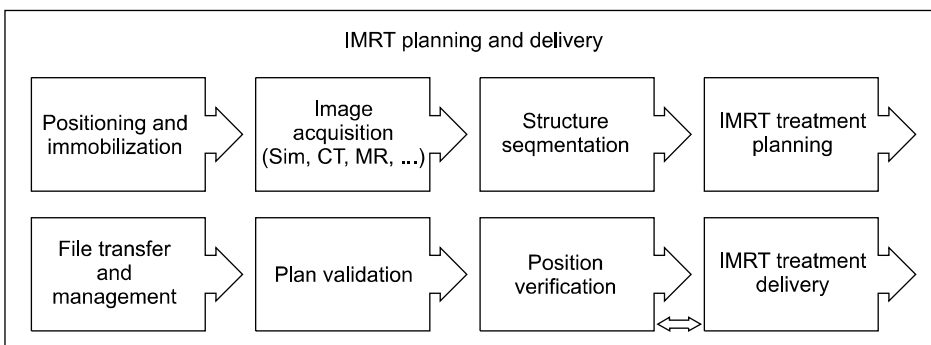 IMRT planning and delivery
Positioning and
immobilization
Image
acquisition
(Sim, CT, MR, ...)
Structure
seqmentation
IMRT treatment
planning
File transfer
and
management
Plan validation
Position
verification
IMRT treatment
delivery